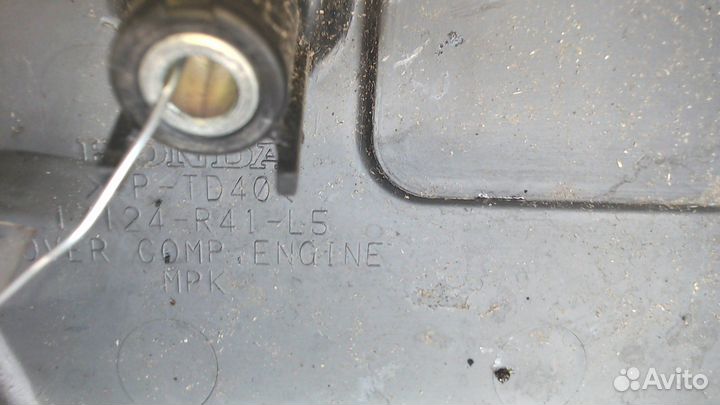 HONDA
P-TD40
124-R41-L5
OVER COMP.ENGINE
MPK
Avito